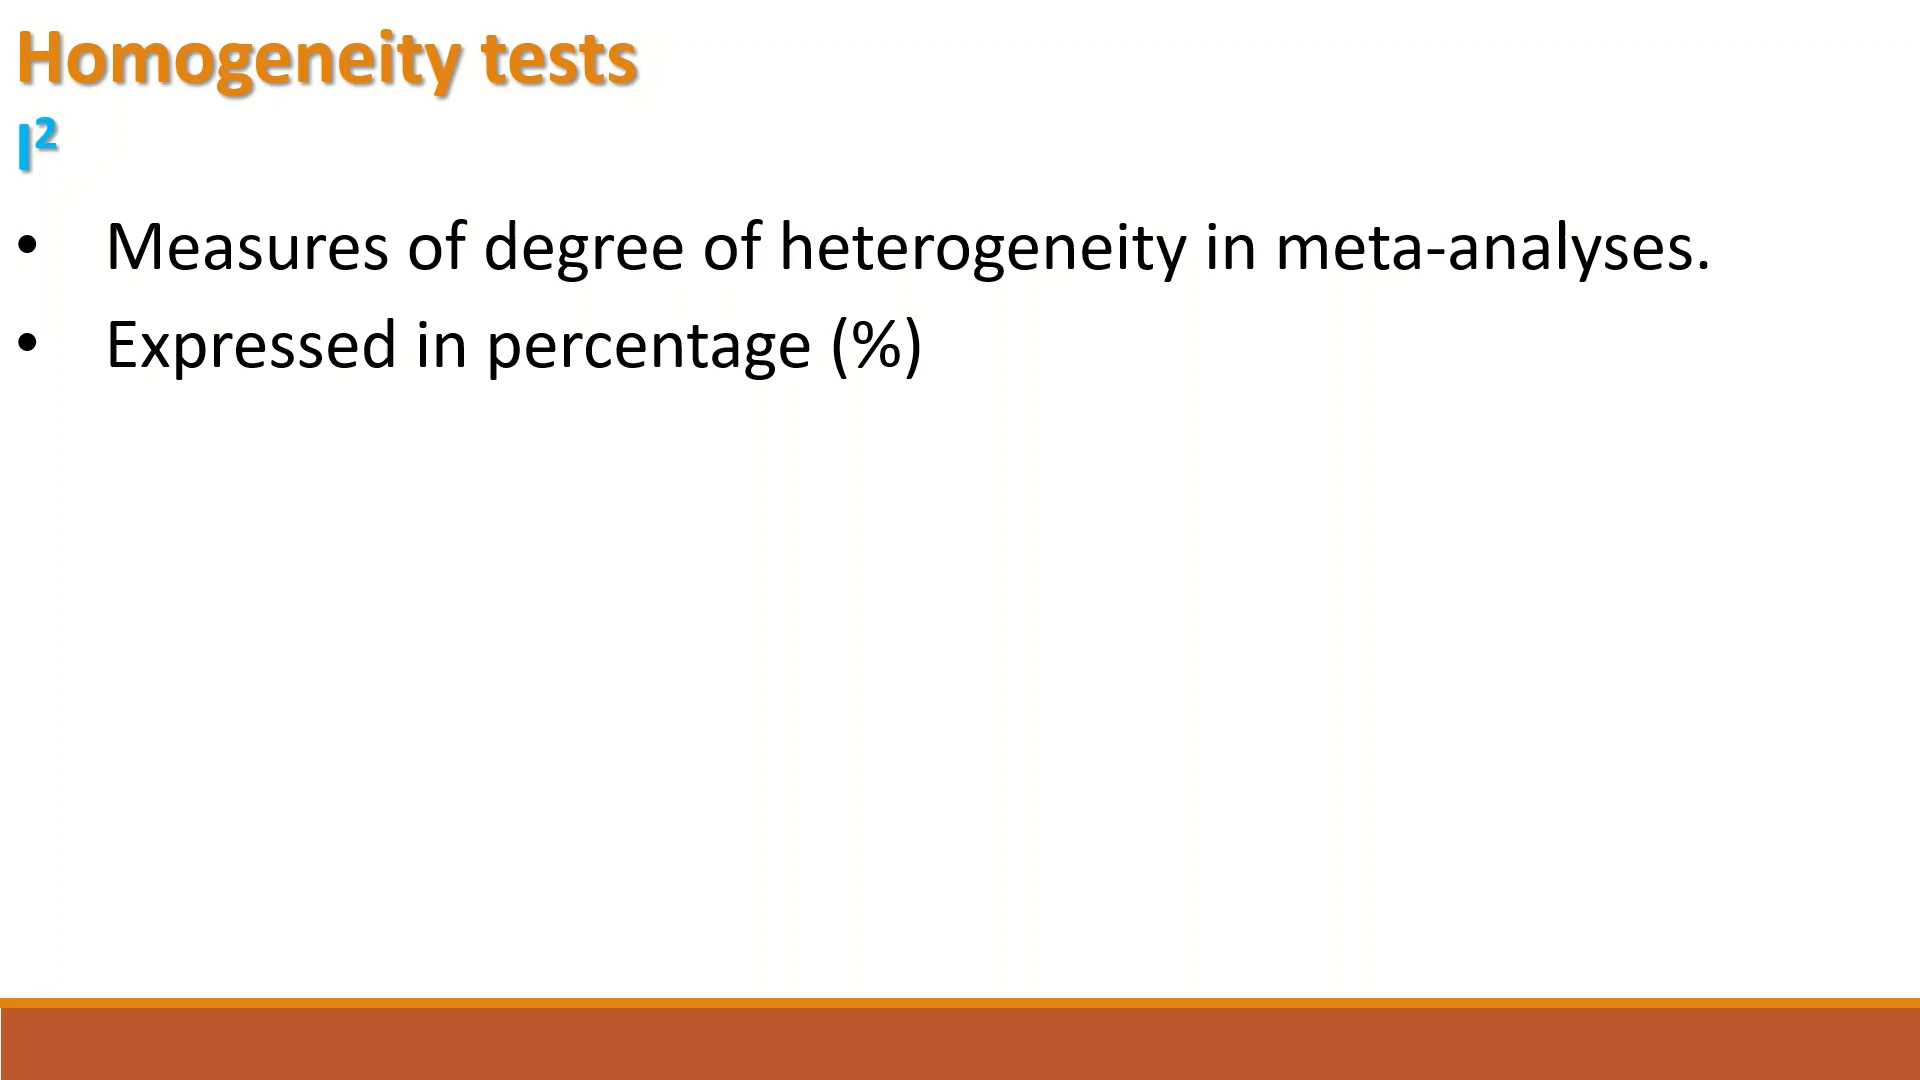 Homogeneity tests
I²
• Measures of degree of heterogeneity in meta-analyses.
• Expressed in percentage (%)